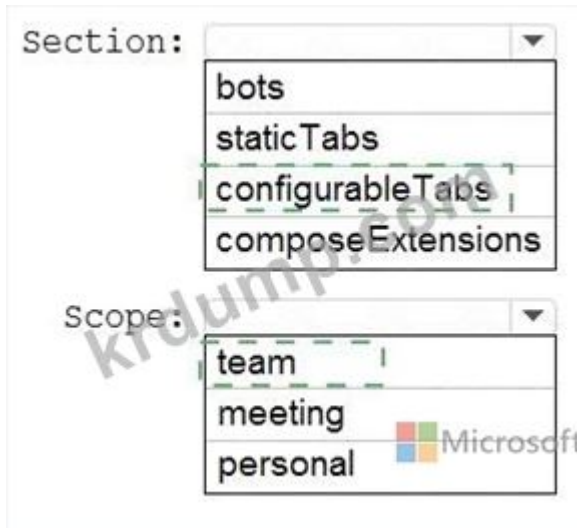 Section:
bots
staticTabs
configurableTabs
composeExtensions
krdump.com
Scope:
team
meeting
personal
Microsoft